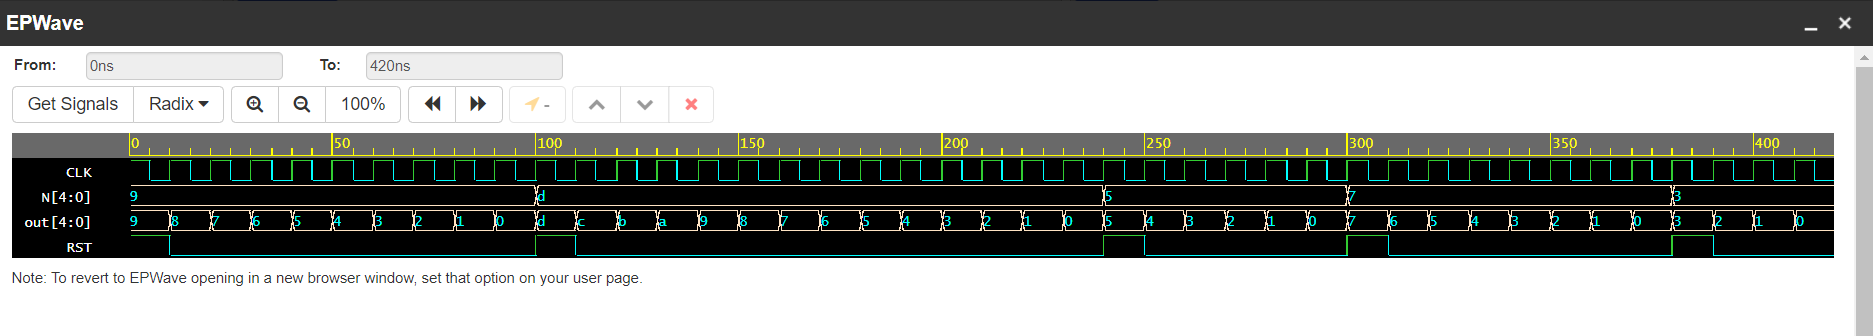 EPWave
From: 0ns To: 420ns
Get Signals Radix 100% -
0 50 100 150 200 250 300 350 400
CLK
N[4:0] 9 d 5 7 3
out[4:0] 9 8 7 6 5 4 3 2 1 0 d c b a 9 8 7 6 5 4 3 2 1 0 5 4 3 2 1 0 7 6 5 4 3 2 1 0 3 2 1 0
RST
Note: To revert to EPWave opening in a new browser window, set that option on your user page.